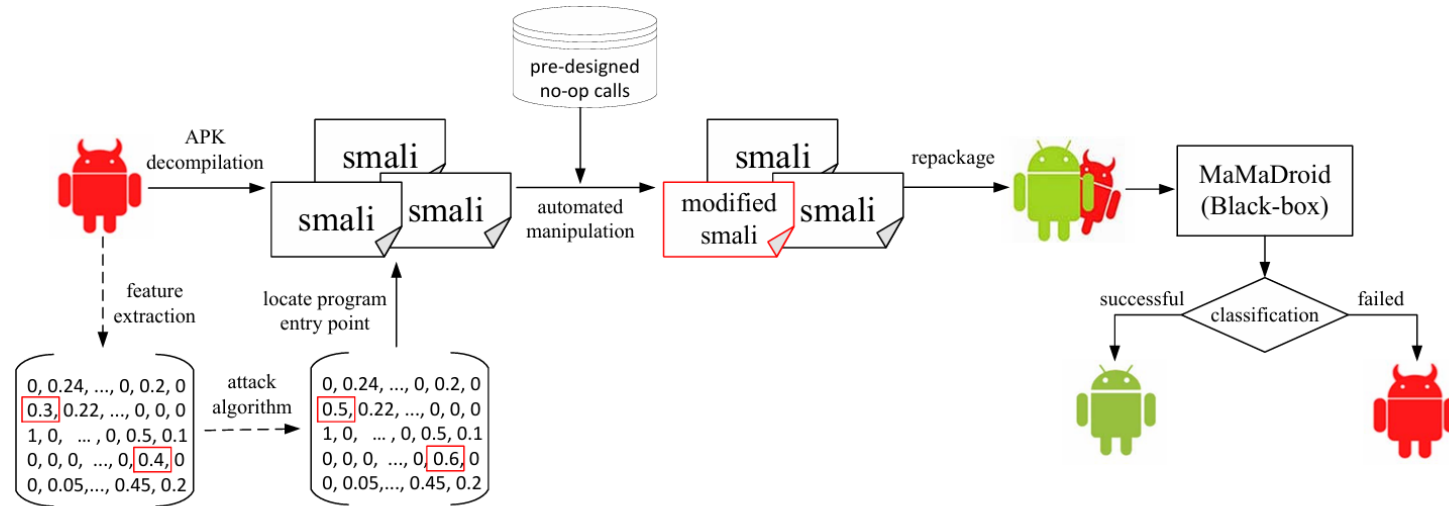 pre-designed
no-op calls
APK
decompilation
smali
smali
smali
automated
manipulation
smali
modified
smali
smali
repackage
MaMaDroid
(Black-box)
feature
extraction
locate program
entry point
successful
classification
failed
0, 0.24, ..., 0, 0.2, 0
0.3, 0.22, ..., 0, 0, 0
1, 0, ... , 0, 0.5, 0.1
0, 0, 0, ..., 0, 0.4, 0
0, 0.05,..., 0.45, 0.2
attack
algorithm
0, 0.24, ..., 0, 0.2, 0
0.5, 0.22, ..., 0, 0, 0
1, 0, ... , 0, 0.5, 0.1
0, 0, 0, ..., 0, 0.6, 0
0, 0.05,..., 0.45, 0.2